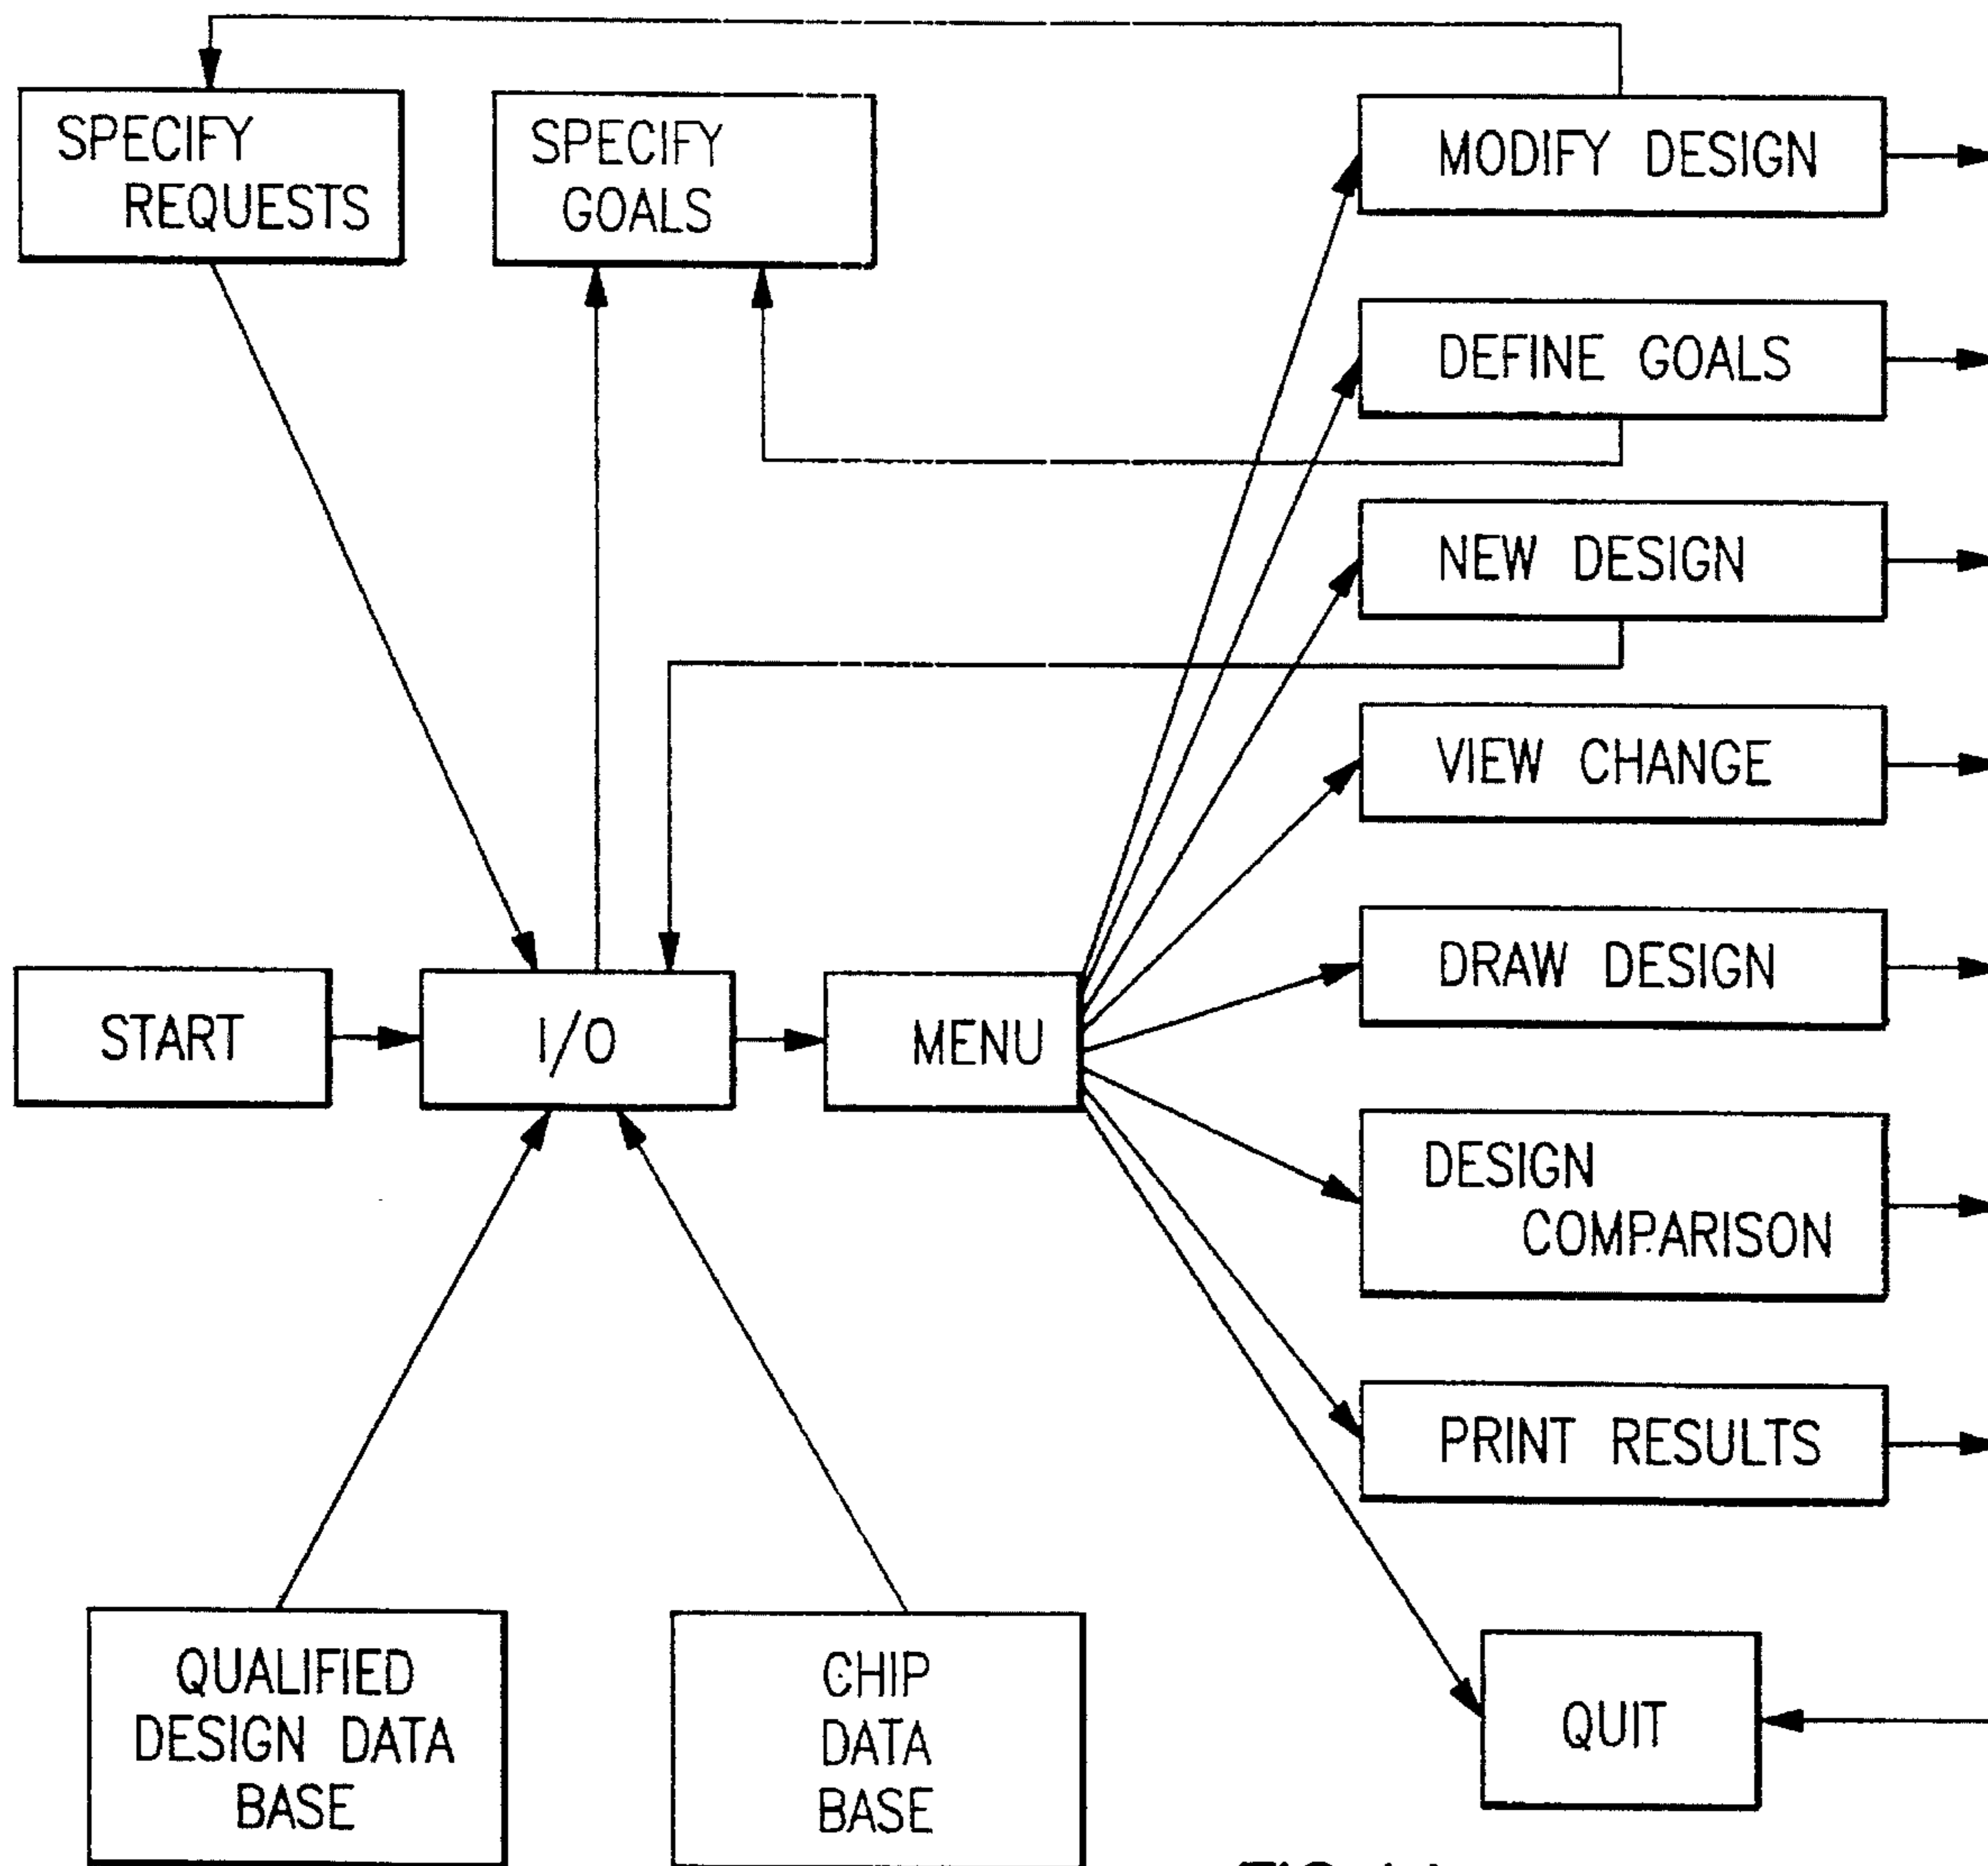 SPECIFY
REQUESTS
SPECIFY
GOALS
MODIFY DESIGN
DEFINE GOALS
NEW DESIGN
VIEW CHANGE
DRAW DESIGN
START
I/O
MENU
DESIGN
COMPARISON
PRINT RESULTS
QUALIFIED
DESIGN DATA
BASE
CHIP
DATA
BASE
QUIT